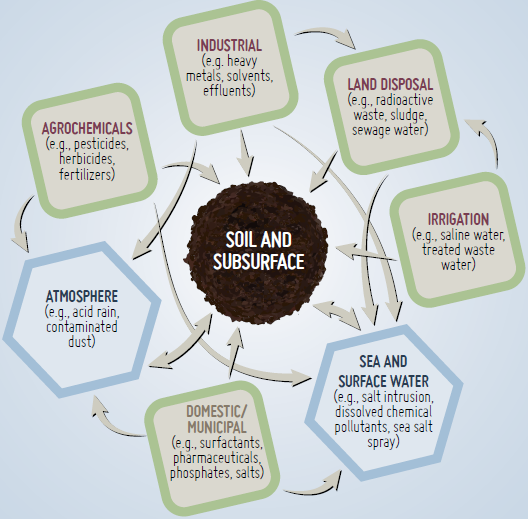 INDUSTRIAL
(e.g. heavy
metals, solvents,
effluents)
LAND DISPOSAL
(e.g., radioactive
waste, sludge,
sewage water)
AGROCHEMICALS
(e.g., pesticides,
herbicides,
fertilizers)
IRRIGATION
(e.g., saline water,
treated waste
water)
SOIL AND
SUBSURFACE
ATMOSPHERE
(e.g., acid rain,
contaminated
dust)
SEA AND
SURFACE WATER
(e.g., salt intrusion,
dissolved chemical
pollutants, sea salt
spray)
DOMESTIC/
MUNICIPAL
(e.g., surfactants,
pharmaceuticals,
phosphates, salts)